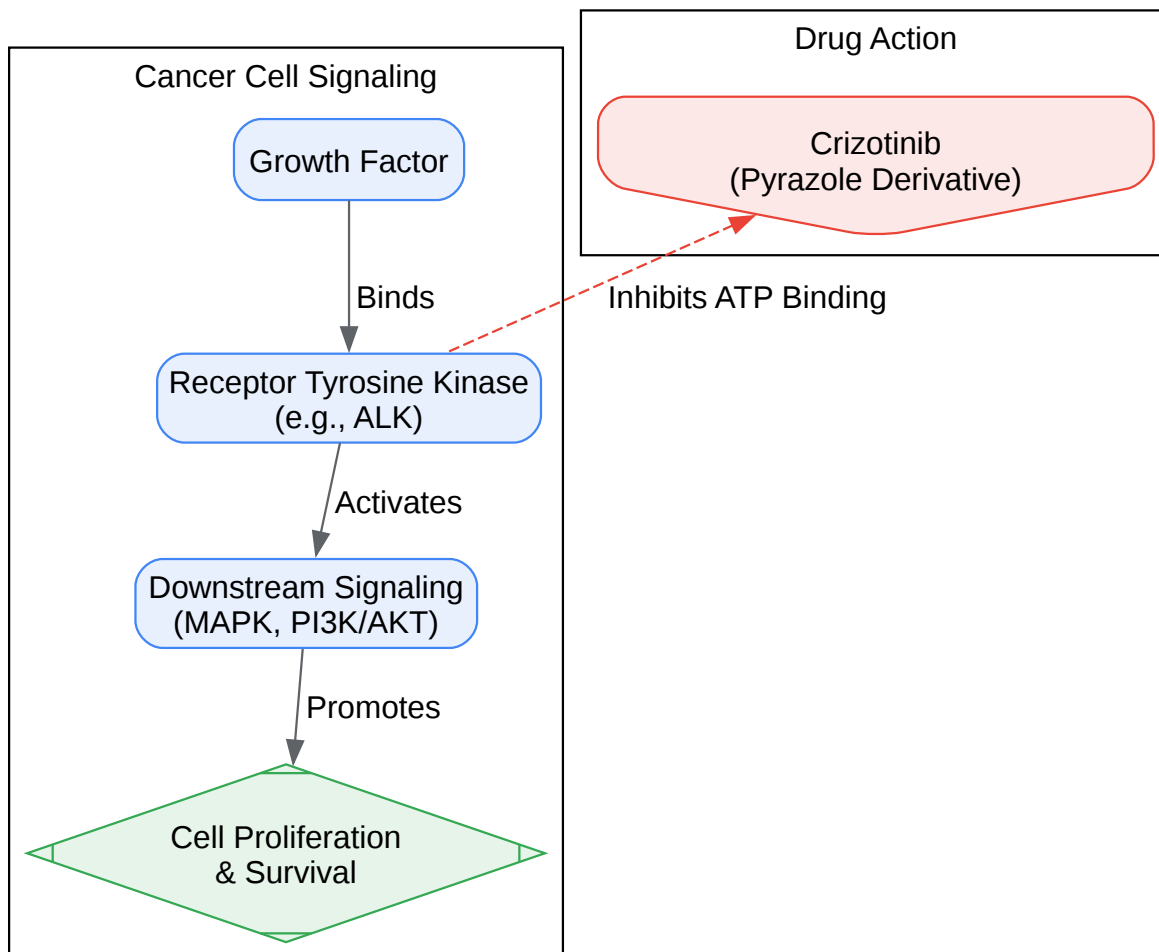 Drug Action
Cancer Cell Signaling
Crizotinib
(Pyrazole Derivative)
Growth Factor
Binds
Inhibits ATP Binding
Receptor Tyrosine Kinase
(e.g., ALK)
Activates
Downstream Signaling
(MAPK, PI3K/AKT)
Promotes
Cell Proliferation
& Survival